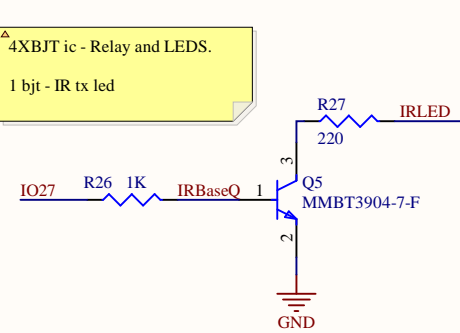 4XBJT ic - Relay and LEDS.
1 bjt - IR tx led
R27
IRLED
220
3
Q5
MMBT3904-7-F
IO27
R26
1K
IRBaseQ
1
2
GND